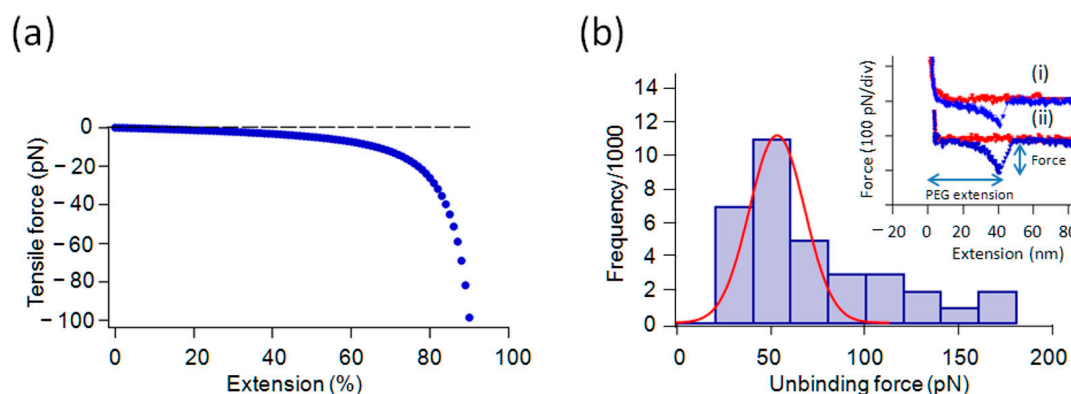 (a)
Tensile force (pN)
0
− 20
− 40
− 60
− 80
− 100
0 20 40 60 80 100
Extension (%)
(b)
Frequency/1000
14
12
10
8
6
4
2
0
0 50 100 150 200
Unbinding force (pN)
Force (100 pN/div)
(i)
(ii)
Force
PEG extension
−20 0 20 40 60 80
Extension (nm)